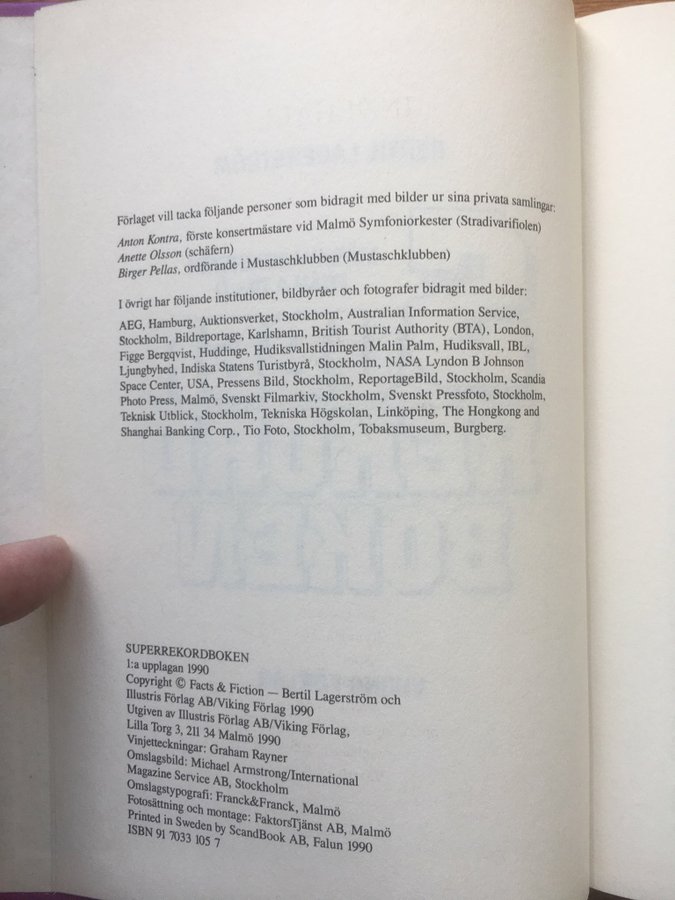 Förlaget vill tacka följande personer som bidragit med bilder ur sina privata samlingar:
Anton Kontra, förste konsertmästare vid Malmö Symfoniorkester (Stradivarifiolen)
Anette Olsson (schäfern)
Birger Pellas, ordförande i Mustaschklubben (Mustaschklubben)
I övrigt har följande institutioner, bildbyråer och fotografer bidragit med bilder:
AEG, Hamburg, Auktionsverket, Stockholm, Australian Information Service,
Stockholm, Bildreportage, Karlshamn, British Tourist Authority (BTA), London,
Figge Bergqvist, Huddinge, Hudiksvallstidningen Malin Palm, Hudiksvall, IBL,
Ljungbyhed, Indiska Statens Turistbyrå, Stockholm, NASA Lyndon B Johnson
Space Center, USA, Pressens Bild, Stockholm, ReportageBild, Stockholm, Scandia
Photo Press, Malmö, Svenskt Filmarkiv, Stockholm, Svenskt Pressfoto, Stockholm,
Teknisk Utblick, Stockholm, Tekniska Högskolan, Linköping, The Hongkong and
Shanghai Banking Corp., Tio Foto, Stockholm, Tobaksmuseum, Burgberg.
SUPERREKORDBOKEN
1:a upplagan 1990
Copyright © Facts & Fiction — Bertil Lagerström och
Illustris Förlag AB/Viking Förlag 1990
Utgiven av Illustris Förlag AB/Viking Förlag,
Lilla Torg 3, 211 34 Malmö 1990
Vinjetteckningar: Graham Rayner
Omslagsbild: Michael Armstrong/International
Magazine Service AB, Stockholm
Omslagstypografi: Franck&Franck, Malmö
Fotosättning och montage: FaktorsTjänst AB, Malmö
Printed in Sweden by ScandBook AB, Falun 1990
ISBN 91 7033 105 7